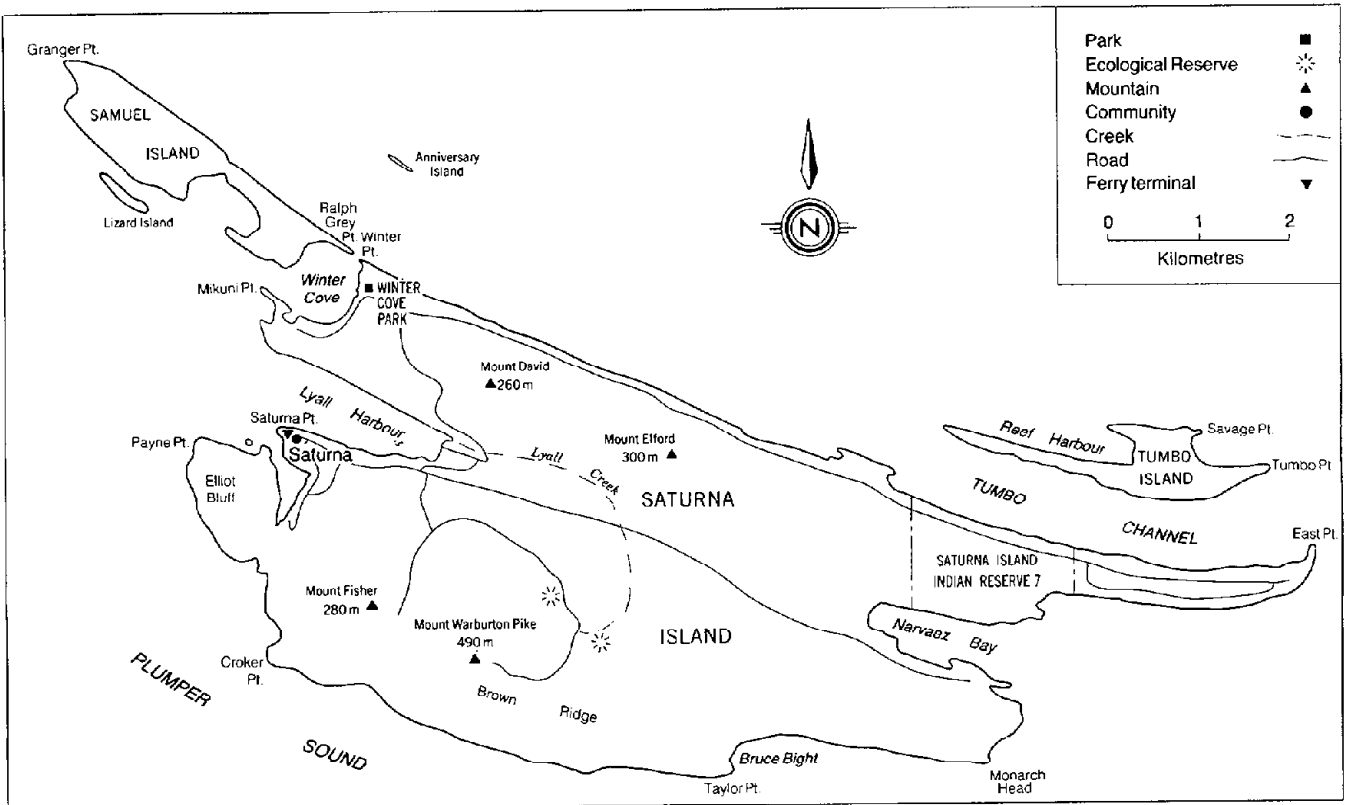 Granger Pt.
SAMUEL
ISLAND
Lizard Island
Anniversary
Island
Ralph
Grey
Pt.
Winter
Pt.
Winter
Cove
Mikuni Pt.
WINTER
COVE
PARK
Mount David
260 m
Lyall Harbour
Saturna Pt.
Saturna
Payne Pt.
Elliot
Bluff
Mount Elford
300 m
Lyall Creek
SATURNA
ISLAND
Mount Fisher
280 m
Mount Warburton Pike
490 m
Brown Ridge
Croker
Pt.
PLUMPER
SOUND
Taylor Pt.
Bruce Bight
Monarch
Head
Narvaez Bay
SATURNA ISLAND
INDIAN RESERVE 7
TUMBO
CHANNEL
Reef Harbour
TUMBO
ISLAND
Savage Pt.
Tumbo Pt.
East Pt.
N
Park
Ecological Reserve
Mountain
Community
Creek
Road
Ferry terminal
0 1 2
Kilometres